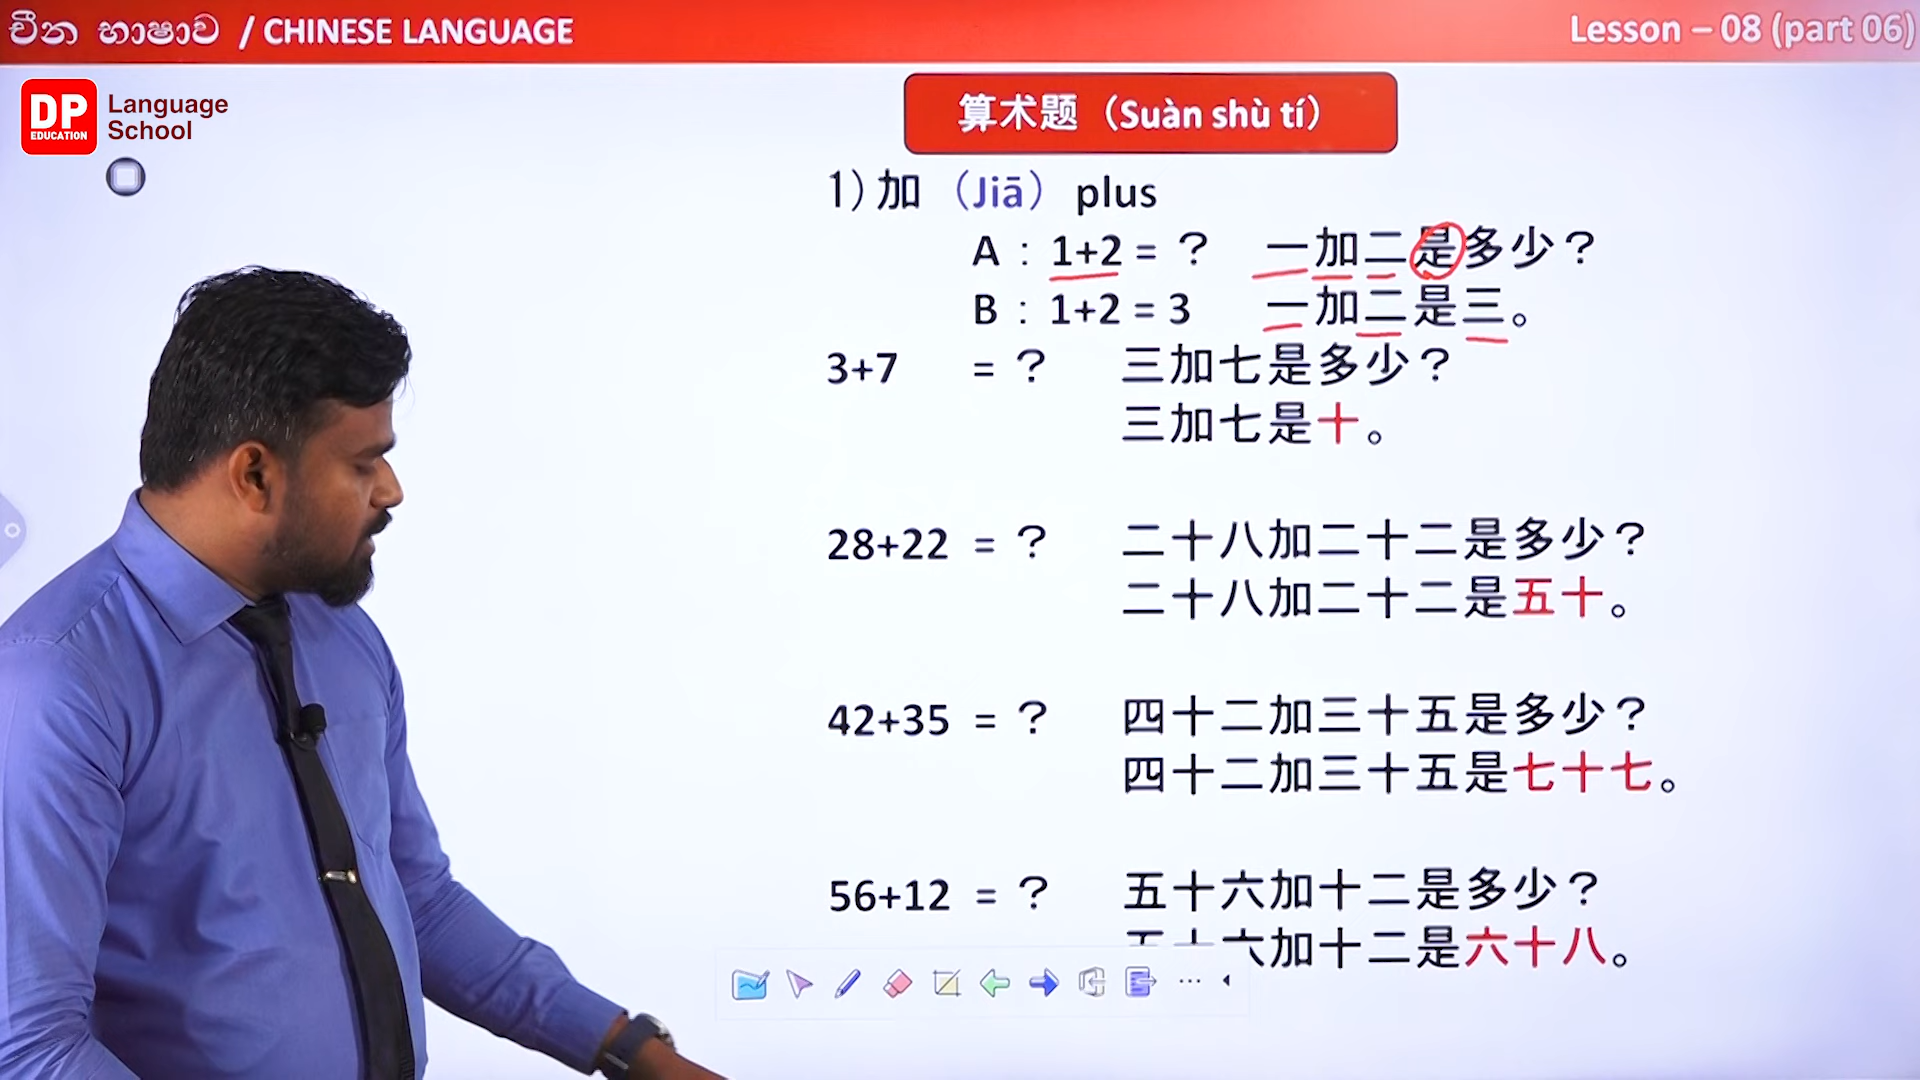 චීන භාෂාව / CHINESE LANGUAGE
Lesson – 08 (part 06)
DP EDUCATION
Language School
算术题（Suàn shù tí）
1) 加 （Jiā） plus
A : 1+2 = ? 一加二是多少？
B : 1+2 = 3 一加二是三。
3+7 = ? 三加七是多少？
三加七是十。
28+22 = ? 二十八加二十二是多少？
二十八加二十二是五十。
42+35 = ? 四十二加三十五是多少？
四十二加三十五是七十七。
56+12 = ? 五十六加十二是多少？
五十六加十二是六十八。